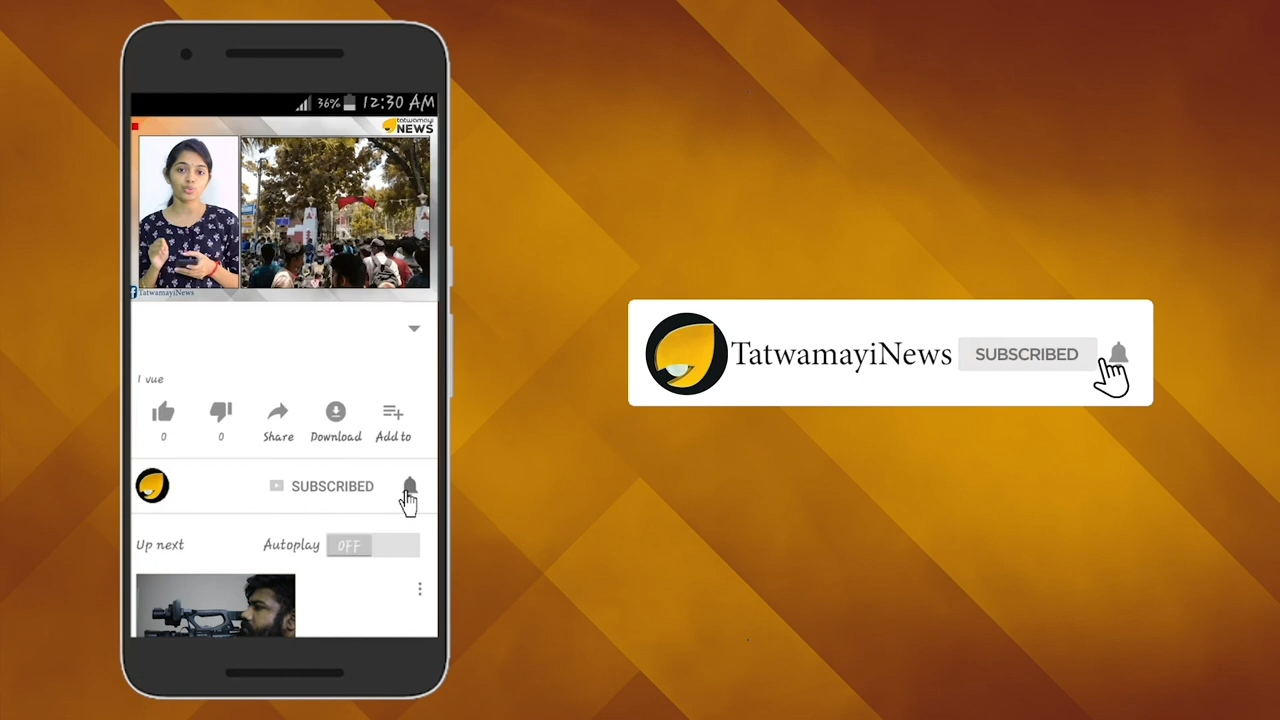 36% 12:30 AM
tatwamayi
NEWS
TatwamayiNews
1 vue
0 0 Share Download Add to
SUBSCRIBED
Up next Autoplay OFF
TatwamayiNews SUBSCRIBED